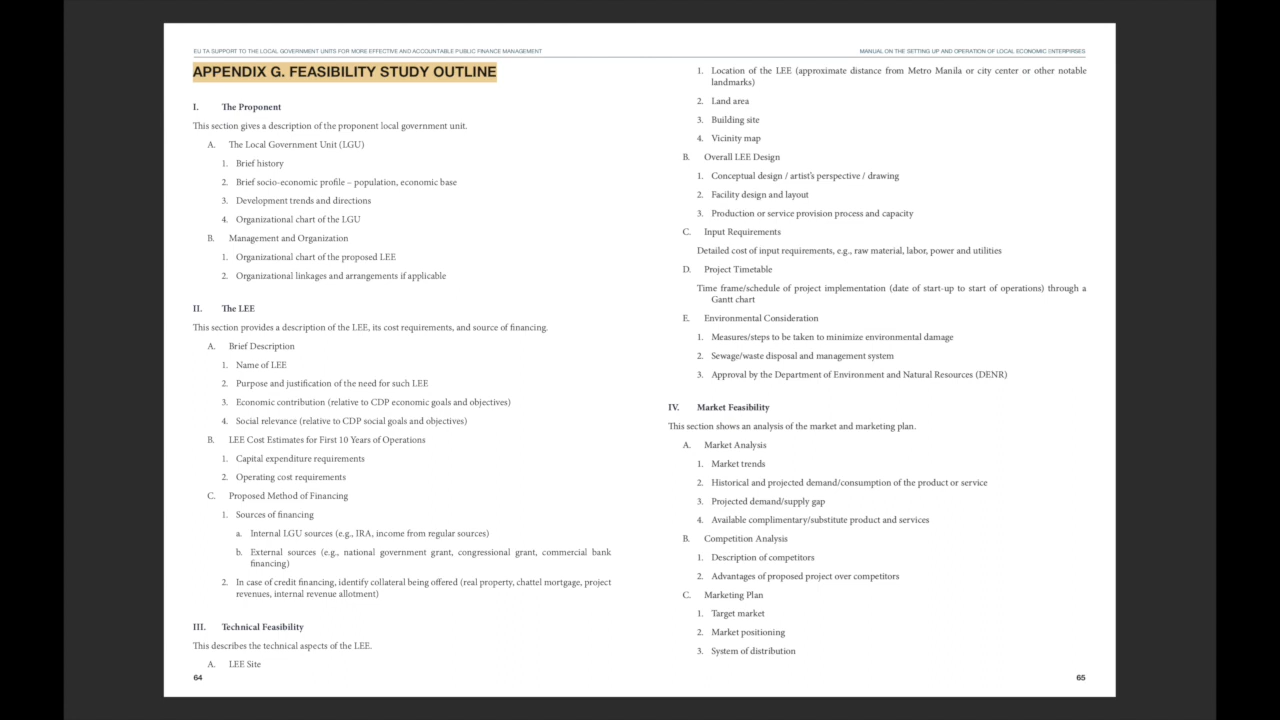 EU TA SUPPORT TO THE LOCAL GOVERNMENT UNITS FOR MORE EFFECTIVE AND ACCOUNTABLE PUBLIC FINANCE MANAGEMENT
APPENDIX G. FEASIBILITY STUDY OUTLINE
I. The Proponent
This section gives a description of the proponent local government unit.
A. The Local Government Unit (LGU)
1. Brief history
2. Brief socio-economic profile – population, economic base
3. Development trends and directions
4. Organizational chart of the LGU
B. Management and Organization
1. Organizational chart of the proposed LEE
2. Organizational linkages and arrangements if applicable
II. The LEE
This section provides a description of the LEE, its cost requirements, and source of financing.
A. Brief Description
1. Name of LEE
2. Purpose and justification of the need for such LEE
3. Economic contribution (relative to CDP economic goals and objectives)
4. Social relevance (relative to CDP social goals and objectives)
B. LEE Cost Estimates for First 10 Years of Operations
1. Capital expenditure requirements
2. Operating cost requirements
C. Proposed Method of Financing
1. Sources of financing
a. Internal LGU sources (e.g., IRA, income from regular sources)
b. External sources (e.g., national government grant, congressional grant, commercial bank
financing)
2. In case of credit financing, identify collateral being offered (real property, chattel mortgage, project
revenues, internal revenue allotment)
III. Technical Feasibility
This describes the technical aspects of the LEE.
A. LEE Site
64
MANUAL ON THE SETTING UP AND OPERATION OF LOCAL ECONOMIC ENTERPIRSES
1. Location of the LEE (approximate distance from Metro Manila or city center or other notable
landmarks)
2. Land area
3. Building site
4. Vicinity map
B. Overall LEE Design
1. Conceptual design / artist's perspective / drawing
2. Facility design and layout
3. Production or service provision process and capacity
C. Input Requirements
Detailed cost of input requirements, e.g., raw material, labor, power and utilities
D. Project Timetable
Time frame/schedule of project implementation (date of start-up to start of operations) through a
Gantt chart
E. Environmental Consideration
1. Measures/steps to be taken to minimize environmental damage
2. Sewage/waste disposal and management system
3. Approval by the Department of Environment and Natural Resources (DENR)
IV. Market Feasibility
This section shows an analysis of the market and marketing plan.
A. Market Analysis
1. Market trends
2. Historical and projected demand/consumption of the product or service
3. Projected demand/supply gap
4. Available complimentary/substitute product and services
B. Competition Analysis
1. Description of competitors
2. Advantages of proposed project over competitors
C. Marketing Plan
1. Target market
2. Market positioning
3. System of distribution
65